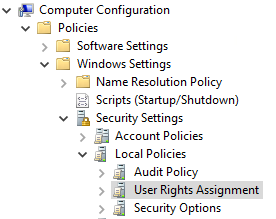 Computer Configuration
Policies
Software Settings
Windows Settings
Name Resolution Policy
Scripts (Startup/Shutdown)
Security Settings
Account Policies
Local Policies
Audit Policy
User Rights Assignment
Security Options